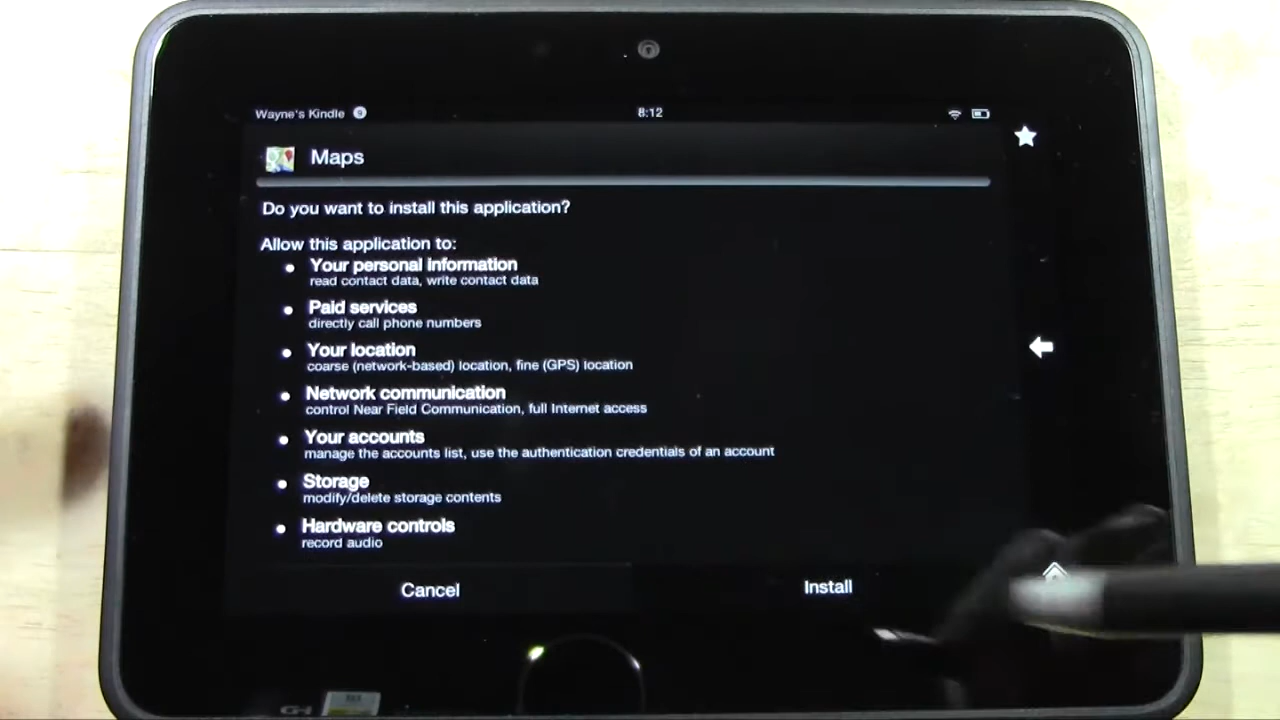 Wayne's Kindle 9 8:12
Maps
Do you want to install this application?
Allow this application to:
Your personal information
read contact data, write contact data
Paid services
directly call phone numbers
Your location
coarse (network-based) location, fine (GPS) location
Network communication
control Near Field Communication, full Internet access
Your accounts
manage the accounts list, use the authentication credentials of an account
Storage
modify/delete storage contents
Hardware controls
record audio
Cancel Install